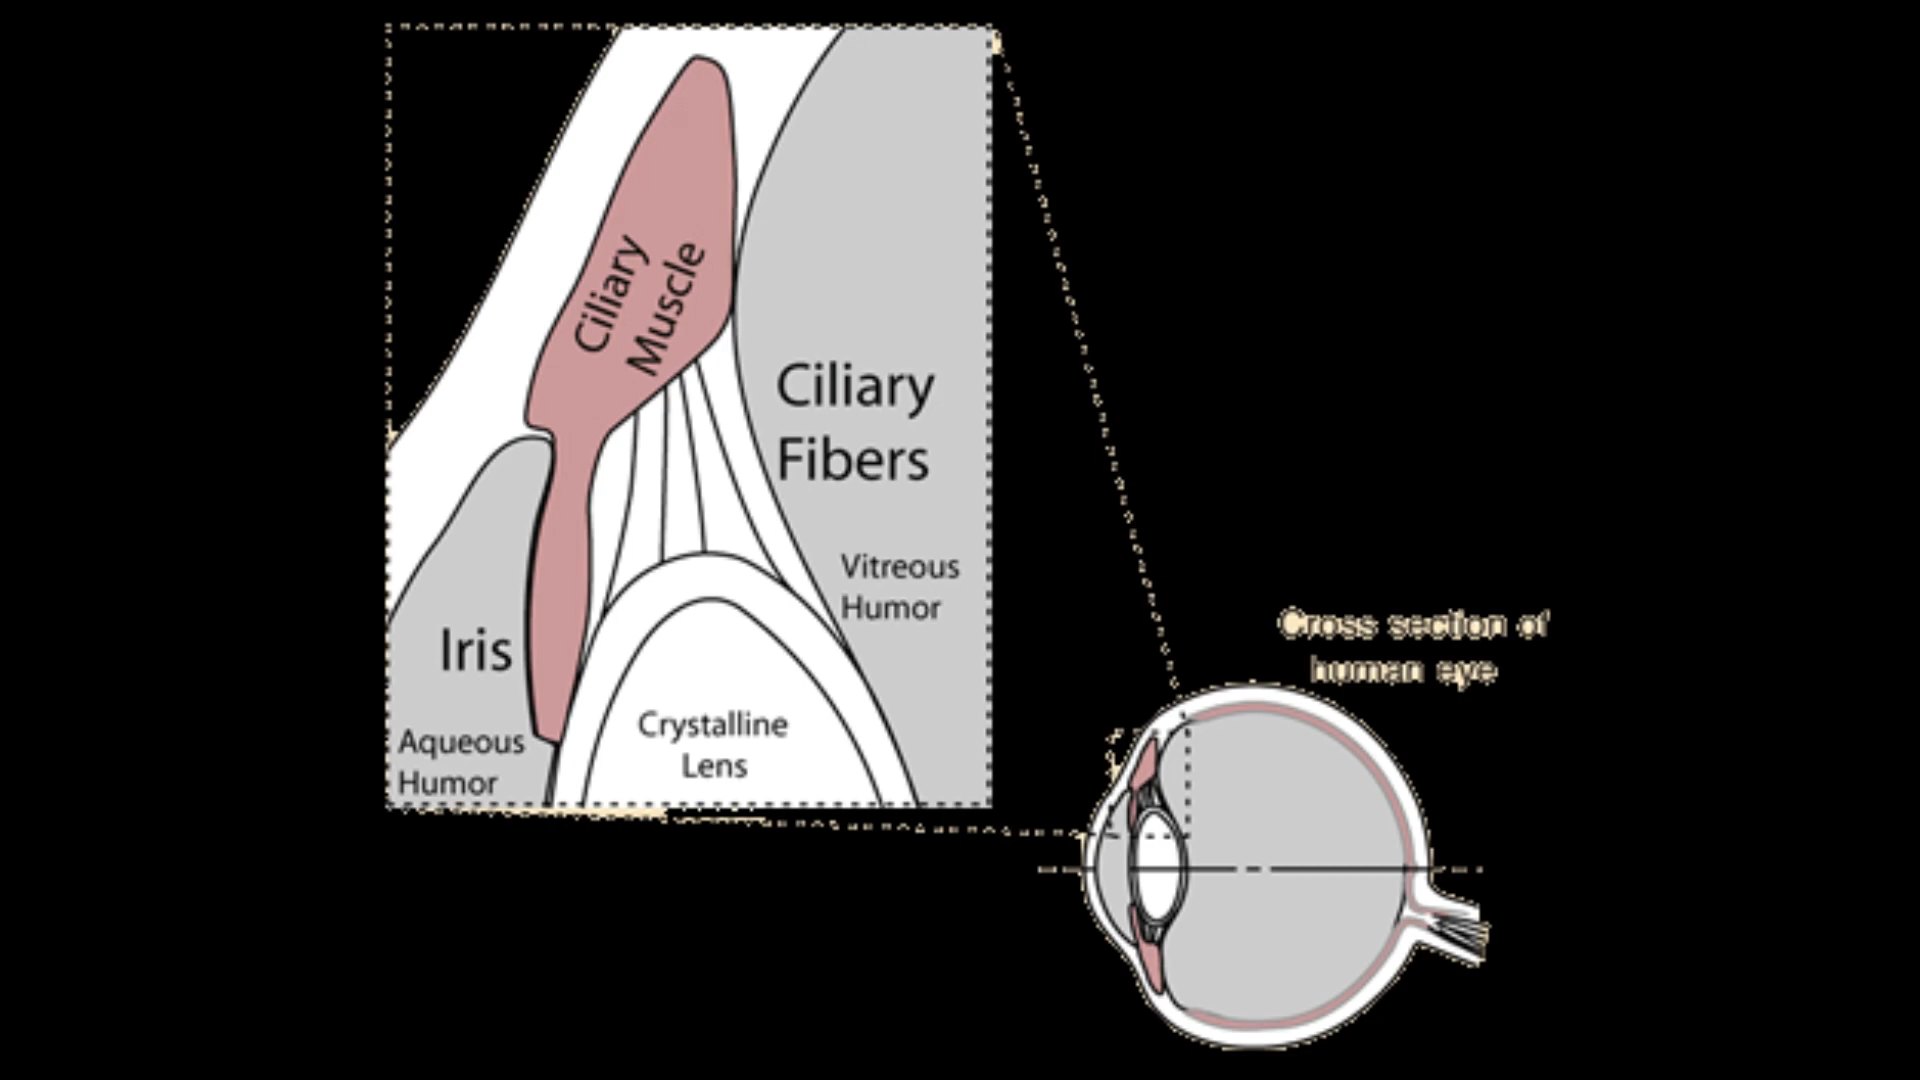 Ciliary
Muscle
Ciliary
Fibers
Vitreous
Humor
Iris
Aqueous
Humor
Crystalline
Lens
Cross section of
human eye